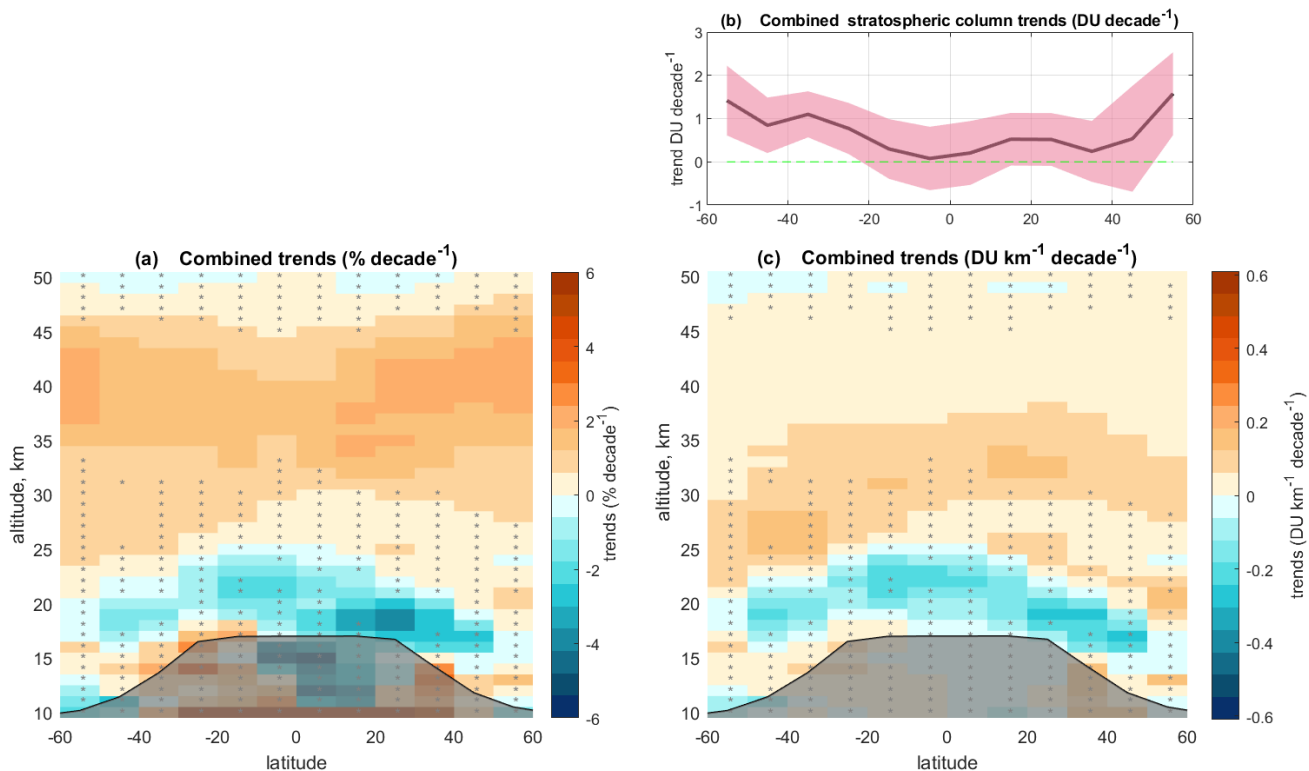 (b) Combined stratospheric column trends (DU decade-1)
3
2
1
0
-1
trend DU decade-1
-60 -40 -20 0 20 40 60
(a) Combined trends (% decade-1)
50
45
40
35
30
25
20
15
10
altitude, km
-60 -40 -20 0 20 40 60
latitude
6
4
2
0
-2
-4
-6
trends (% decade-1)
(c) Combined trends (DU km-1 decade-1)
50
45
40
35
30
25
20
15
10
altitude, km
-60 -40 -20 0 20 40 60
latitude
0.6
0.4
0.2
0
-0.2
-0.4
-0.6
trends (DU km-1 decade-1)